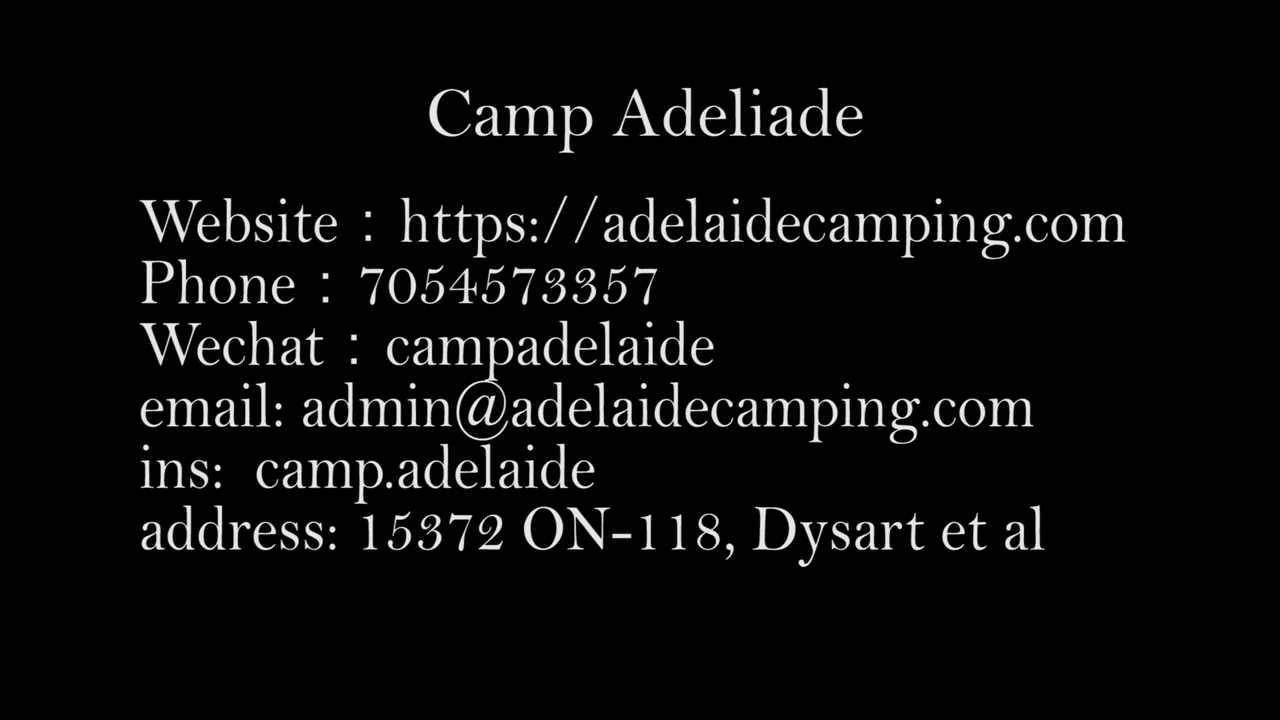 Camp Adeliade
Website：https://adelaidecamping.com
Phone：7054573357
Wechat：campadelaide
email: admin@adelaidecamping.com
ins:  camp.adelaide
address: 15372 ON-118, Dysart et al